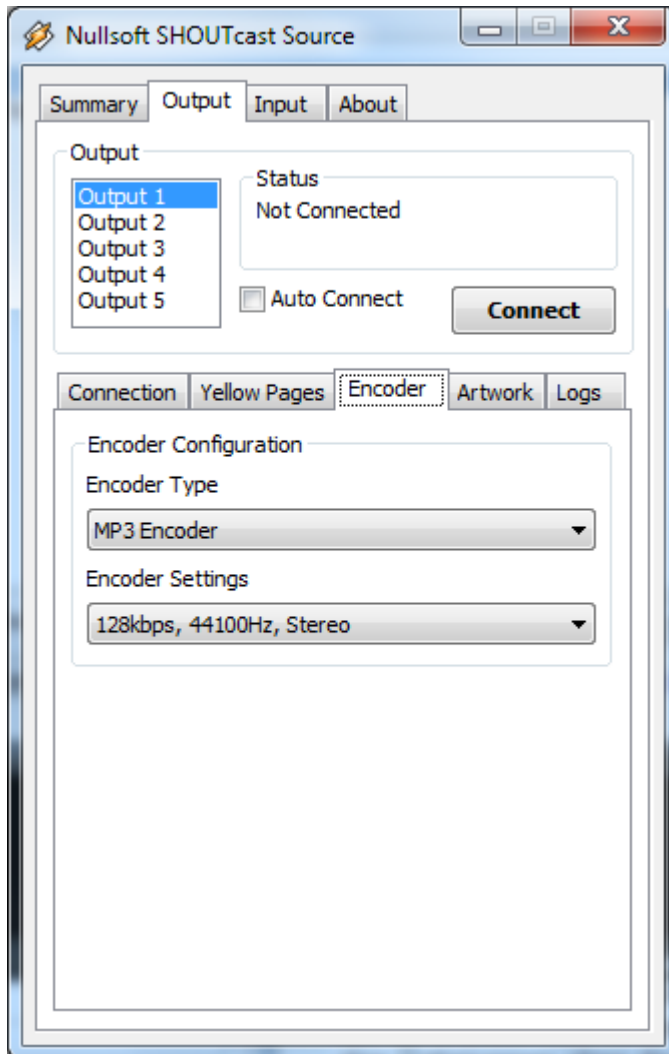 Nullsoft SHOUTcast Source
Summary Output Input About
Output
Output 1
Output 2
Output 3
Output 4
Output 5
Status
Not Connected
Auto Connect
Connect
Connection Yellow Pages Encoder Artwork Logs
Encoder Configuration
Encoder Type
MP3 Encoder
Encoder Settings
128kbps, 44100Hz, Stereo